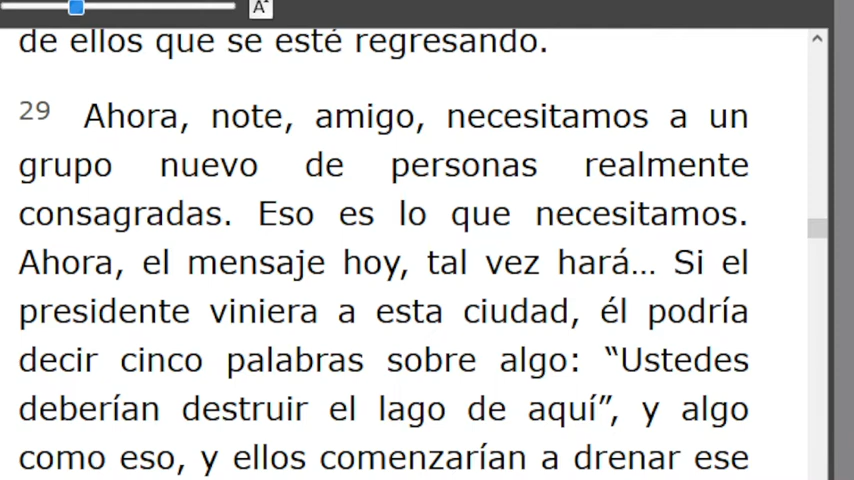 A
de ellos que se esté regresando.
29 Ahora, note, amigo, necesitamos a un
grupo nuevo de personas realmente
consagradas. Eso es lo que necesitamos.
Ahora, el mensaje hoy, tal vez hará... Si el
presidente viniera a esta ciudad, él podría
decir cinco palabras sobre algo: “Ustedes
deberían destruir el lago de aquí”, y algo
como eso, y ellos comenzarían a drenar ese